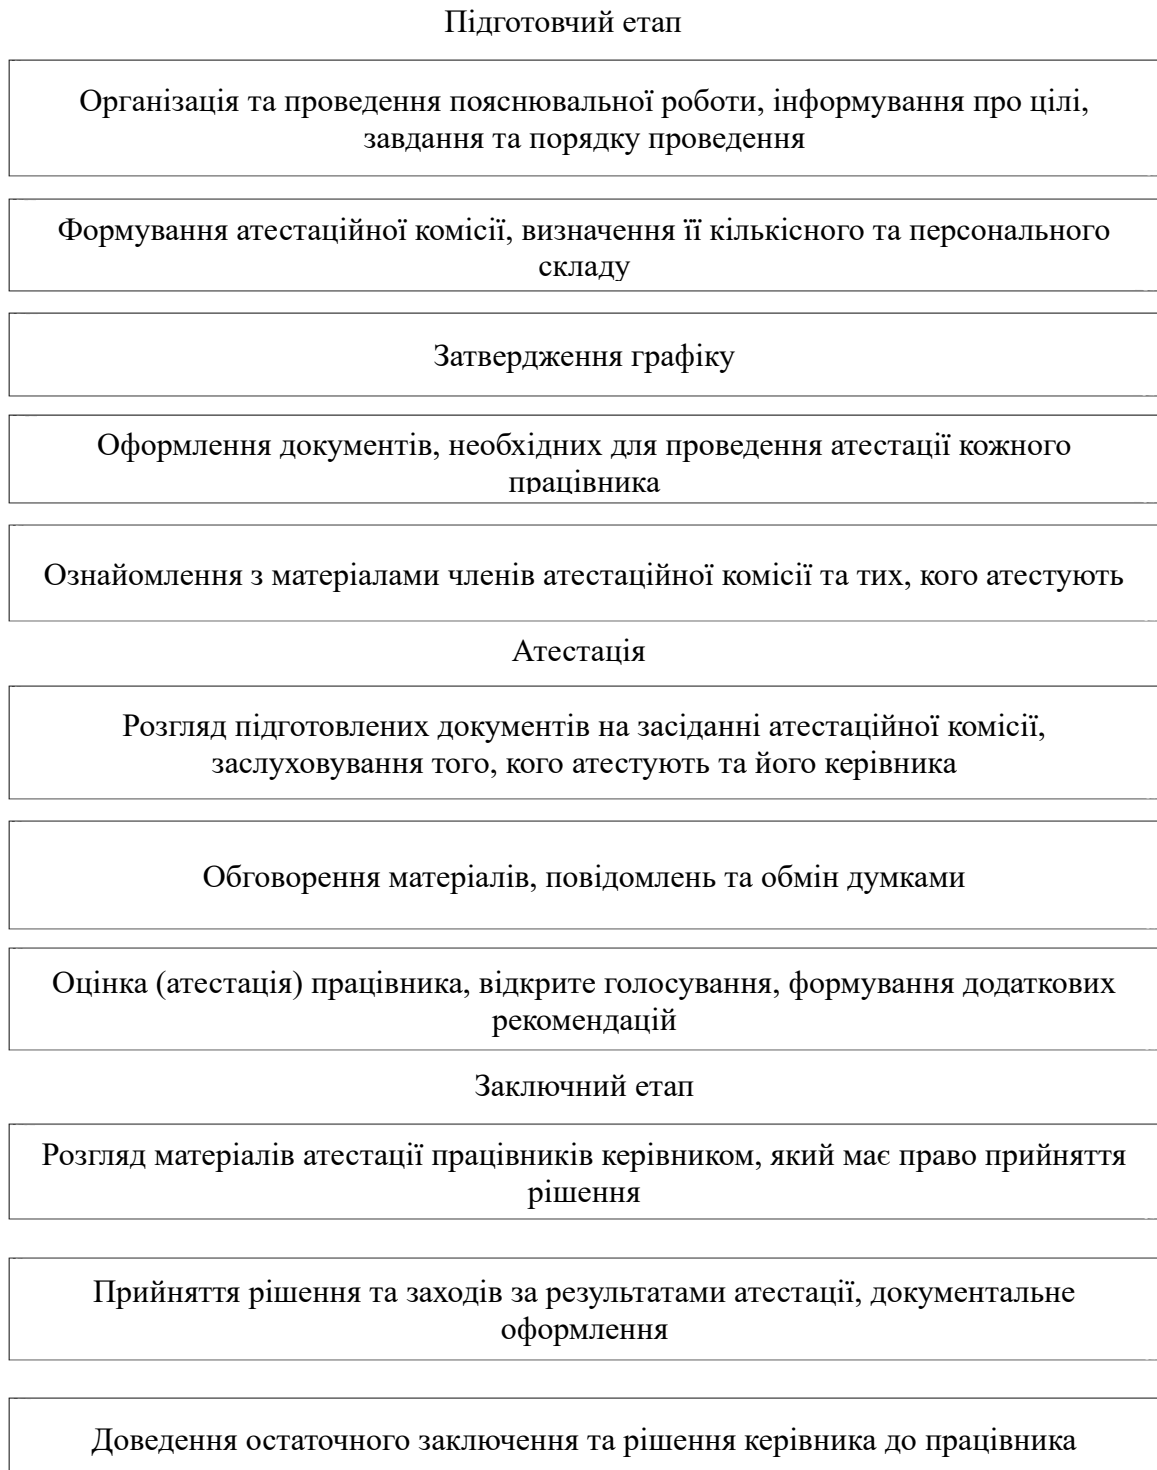 Підготовчий етап
Організація та проведення пояснювальної роботи, інформування про цілі,
завдання та порядку проведення
Формування атестаційної комісії, визначення її кількісного та персонального
складу
Затвердження графіку
Оформлення документів, необхідних для проведення атестації кожного
працівника
Ознайомлення з матеріалами членів атестаційної комісії та тих, кого атестують
Атестація
Розгляд підготовлених документів на засіданні атестаційної комісії,
заслуховування того, кого атестують та його керівника
Обговорення матеріалів, повідомлень та обмін думками
Оцінка (атестація) працівника, відкрите голосування, формування додаткових
рекомендацій
Заключний етап
Розгляд матеріалів атестації працівників керівником, який має право прийняття
рішення
Прийняття рішення та заходів за результатами атестації, документальне
оформлення
Доведення остаточного заключення та рішення керівника до працівника